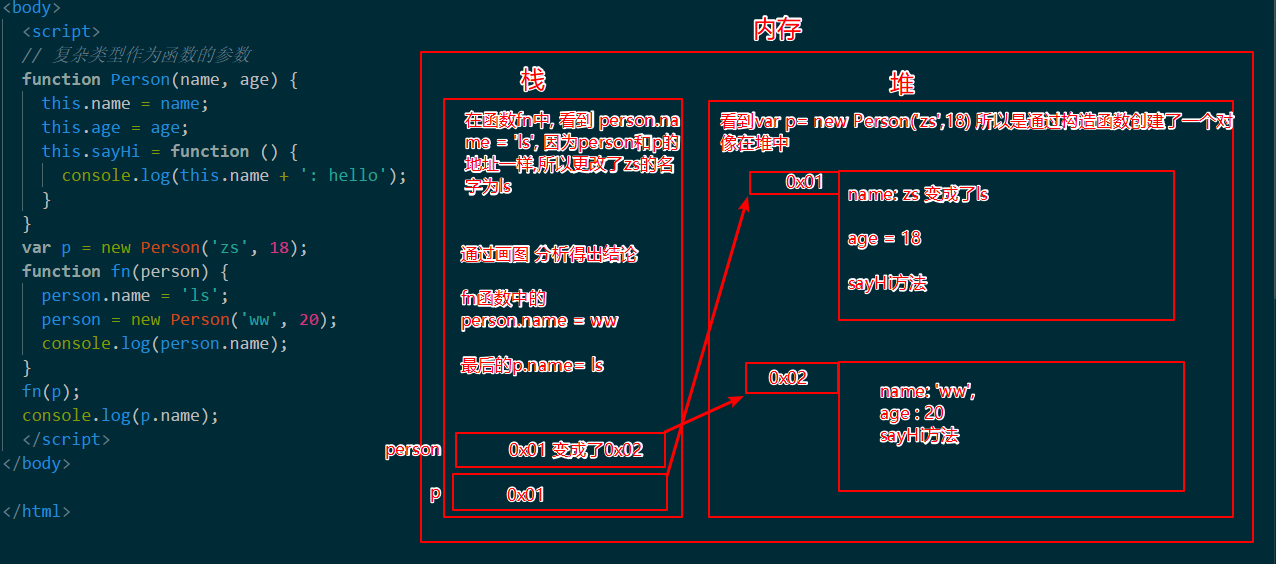 <body>
<script>
// 复杂类型作为函数的参数
function Person(name, age) {
this.name = name;
this.age = age;
this.sayHi = function () {
console.log(this.name + ': hello');
}
}
var p = new Person('zs', 18);
function fn(person) {
person.name = 'ls';
person = new Person('ww', 20);
console.log(person.name);
}
fn(p);
console.log(p.name);
</script>
</body>
</html>
内存
栈
在函数fn中, 看到 person.na
me = 'ls', 因为person和p的
地址一样,所以更改了zs的名
字为ls
通过画图 分析得出结论
fn函数中的
person.name = ww
最后的p.name= ls
person
0x01 变成了0x02
p
0x01
堆
看到var p= new Person('zs',18) 所以是通过构造函数创建了一个对
像在堆中
0x01
name: zs 变成了ls
age = 18
sayHi方法
0x02
name: 'ww',
age : 20
sayHi方法